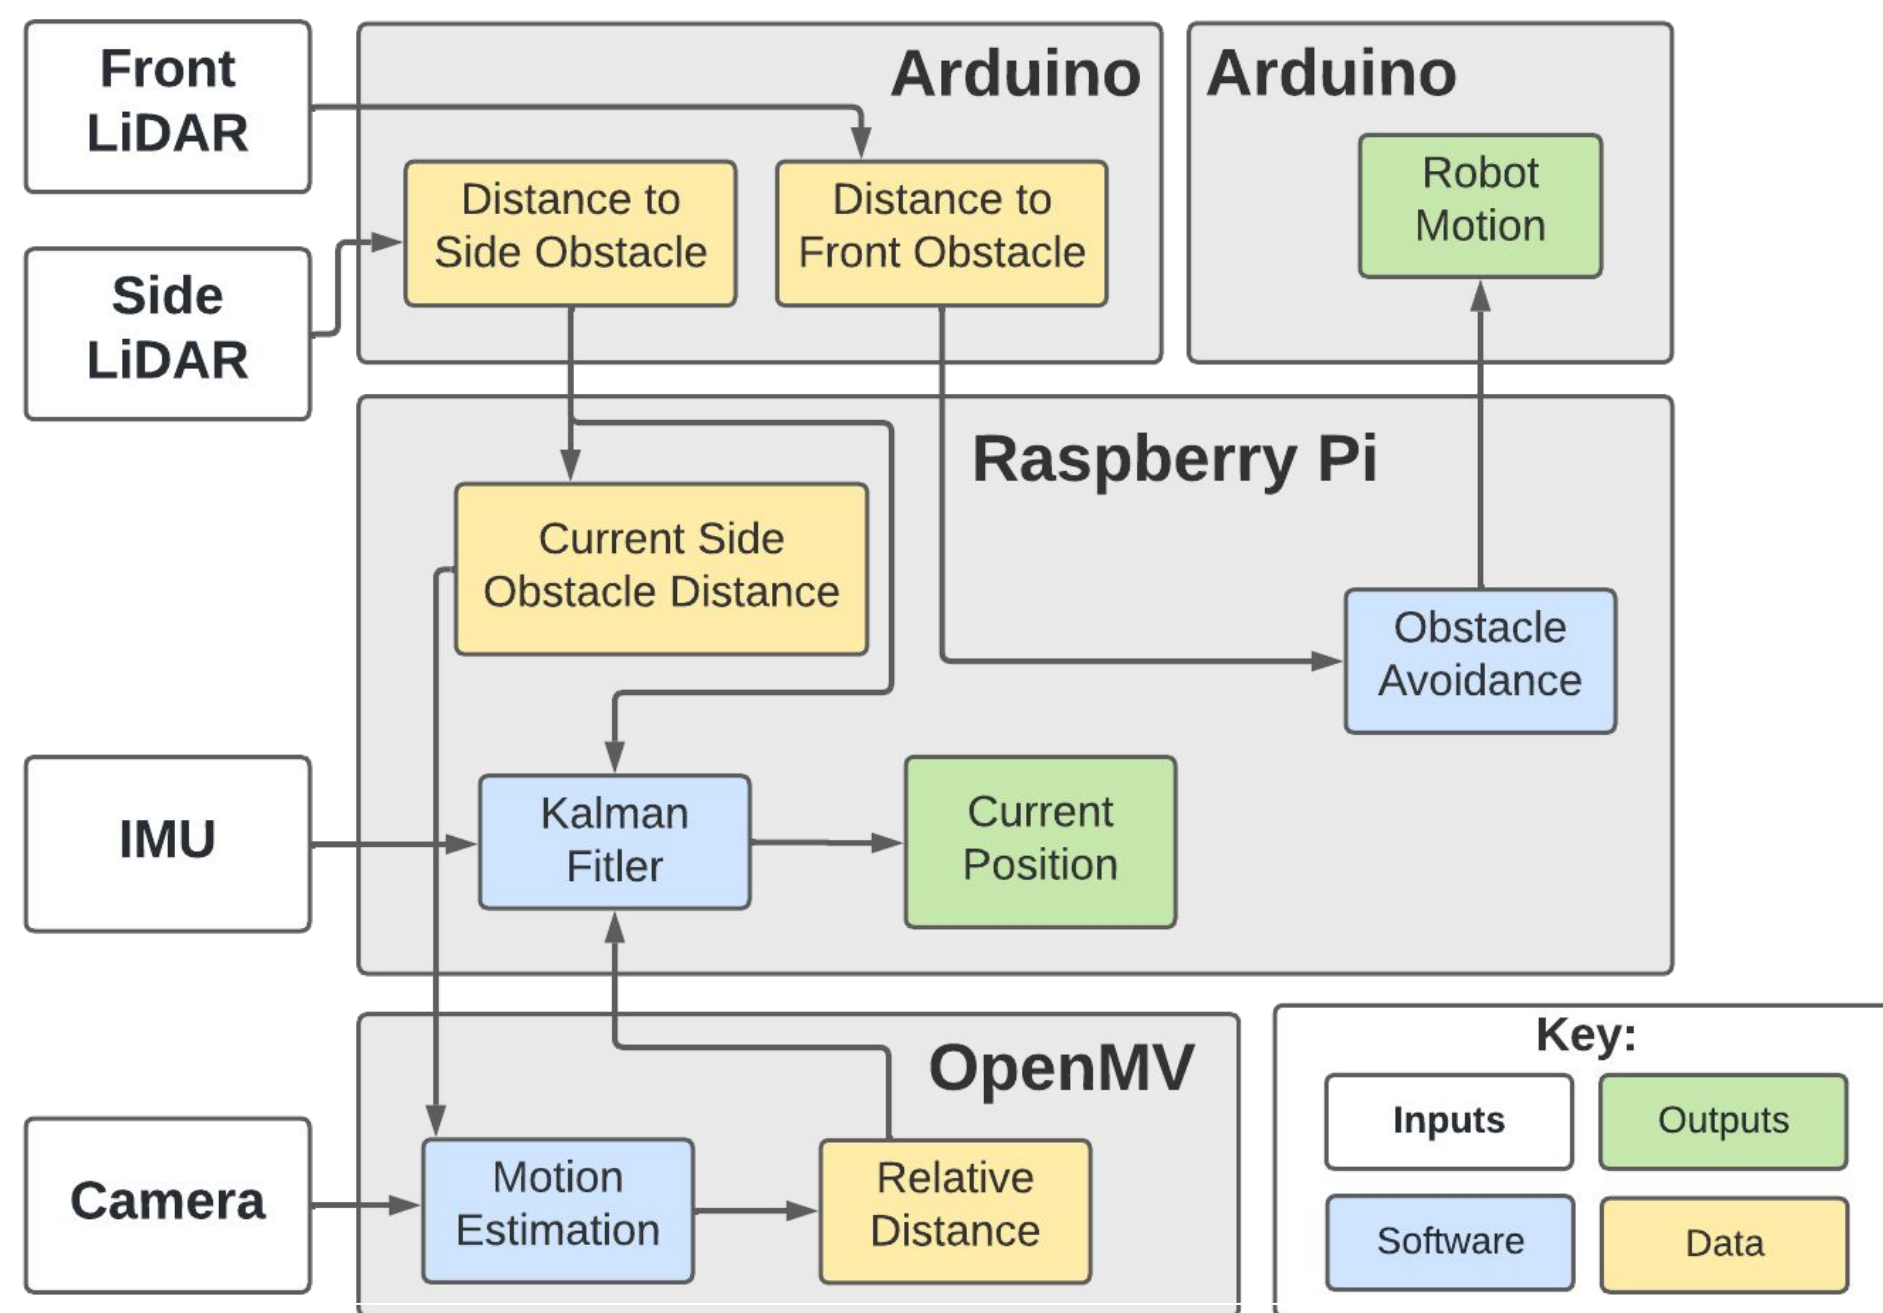 Front
LiDAR
Arduino
Arduino
Robot
Motion
Distance to
Side Obstacle
Distance to
Front Obstacle
Side
LiDAR
Raspberry Pi
Current Side
Obstacle Distance
Obstacle
Avoidance
IMU
Kalman
Fitler
Current
Position
OpenMV
Key:
Inputs
Outputs
Camera
Motion
Estimation
Relative
Distance
Software
Data